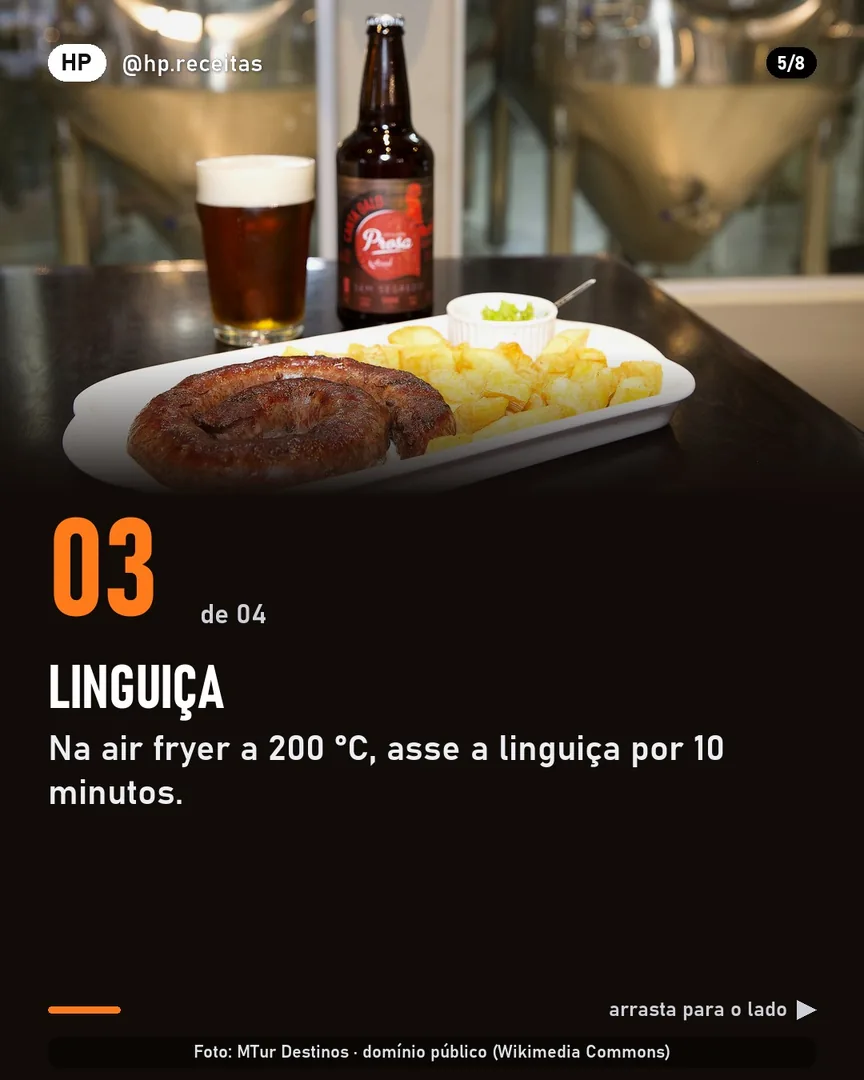 HP @hp.receitas
5/8
Prosa
03
de 04
LINGUIÇA
Na air fryer a 200 °C, asse a linguiça por 10
minutos.
arrasta para o lado ▶
Foto: MTur Destinos · domínio público (Wikimedia Commons)